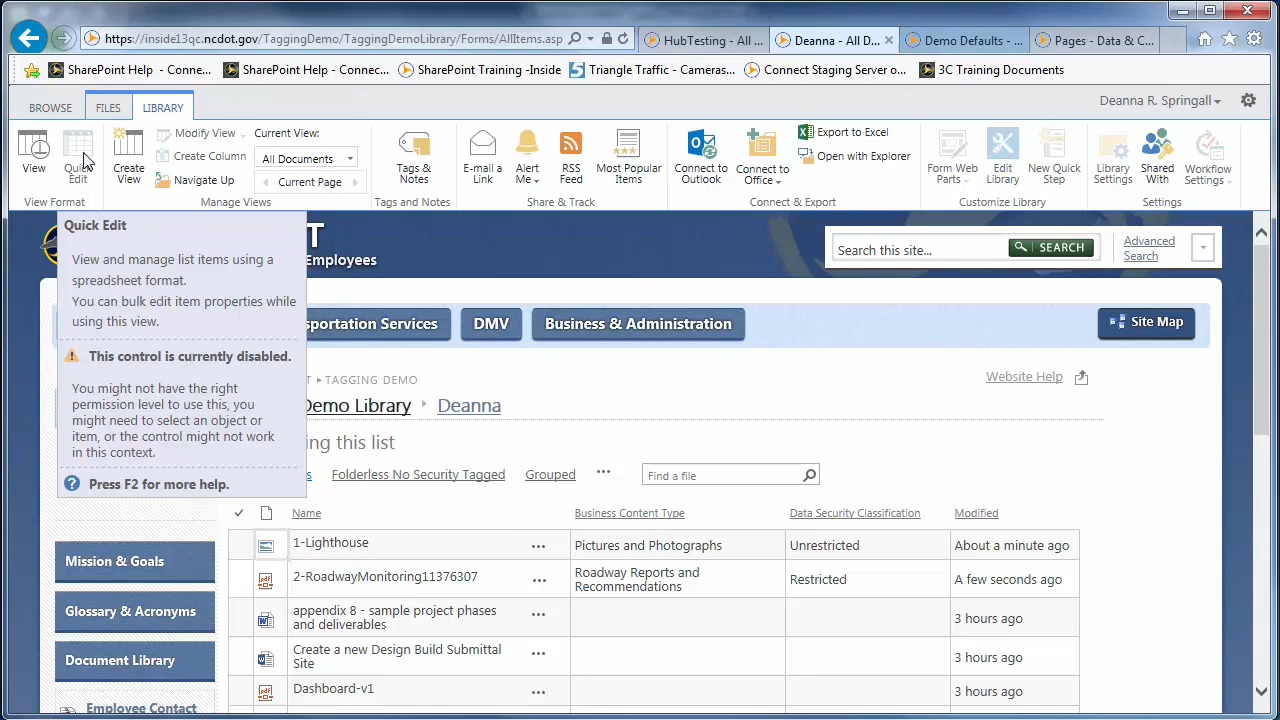 https://inside13qc.ncdot.gov/TaggingDemo/TaggingDemoLibrary/Forms/AllItems.asp
HubTesting - All ...
Deanna - All D...
Demo Defaults - ...
Pages - Data & C...
SharePoint Help - Conne...
SharePoint Help - Connec...
SharePoint Training -Inside
Triangle Traffic - Cameras...
Connect Staging Server o...
3C Training Documents
BROWSE
FILES
LIBRARY
Deanna R. Springall
View
Quick Edit
Create View
Modify View
Create Column
Navigate Up
Current View:
All Documents
Current Page
Tags & Notes
E-mail a Link
Alert Me
RSS Feed
Most Popular Items
Connect to Outlook
Connect to Office
Export to Excel
Open with Explorer
Form Web Parts
Edit Library
New Quick Step
Library Settings
Shared With
Workflow Settings
View Format
Manage Views
Tags and Notes
Share & Track
Connect & Export
Customize Library
Settings
Quick Edit
View and manage list items using a
spreadsheet format.
You can bulk edit item properties while
using this view.
This control is currently disabled.
You might not have the right
permission level to use this, you
might need to select an object or
item, or the control might not work
in this context.
Press F2 for more help.
T
Employees
Search this site...
SEARCH
Advanced
Search
sportation Services
DMV
Business & Administration
Site Map
T ▸ TAGGING DEMO
Website Help
Demo Library
Deanna
ing this list
s
Folderless No Security Tagged
Grouped
...
Find a file
Name
Business Content Type
Data Security Classification
Modified
1-Lighthouse
...
Pictures and Photographs
Unrestricted
About a minute ago
2-RoadwayMonitoring11376307
...
Roadway Reports and
Recommendations
Restricted
A few seconds ago
appendix 8 - sample project phases
and deliverables
...
3 hours ago
Create a new Design Build Submittal
Site
...
3 hours ago
Dashboard-v1
...
3 hours ago
Mission & Goals
Glossary & Acronyms
Document Library
Employee Contact